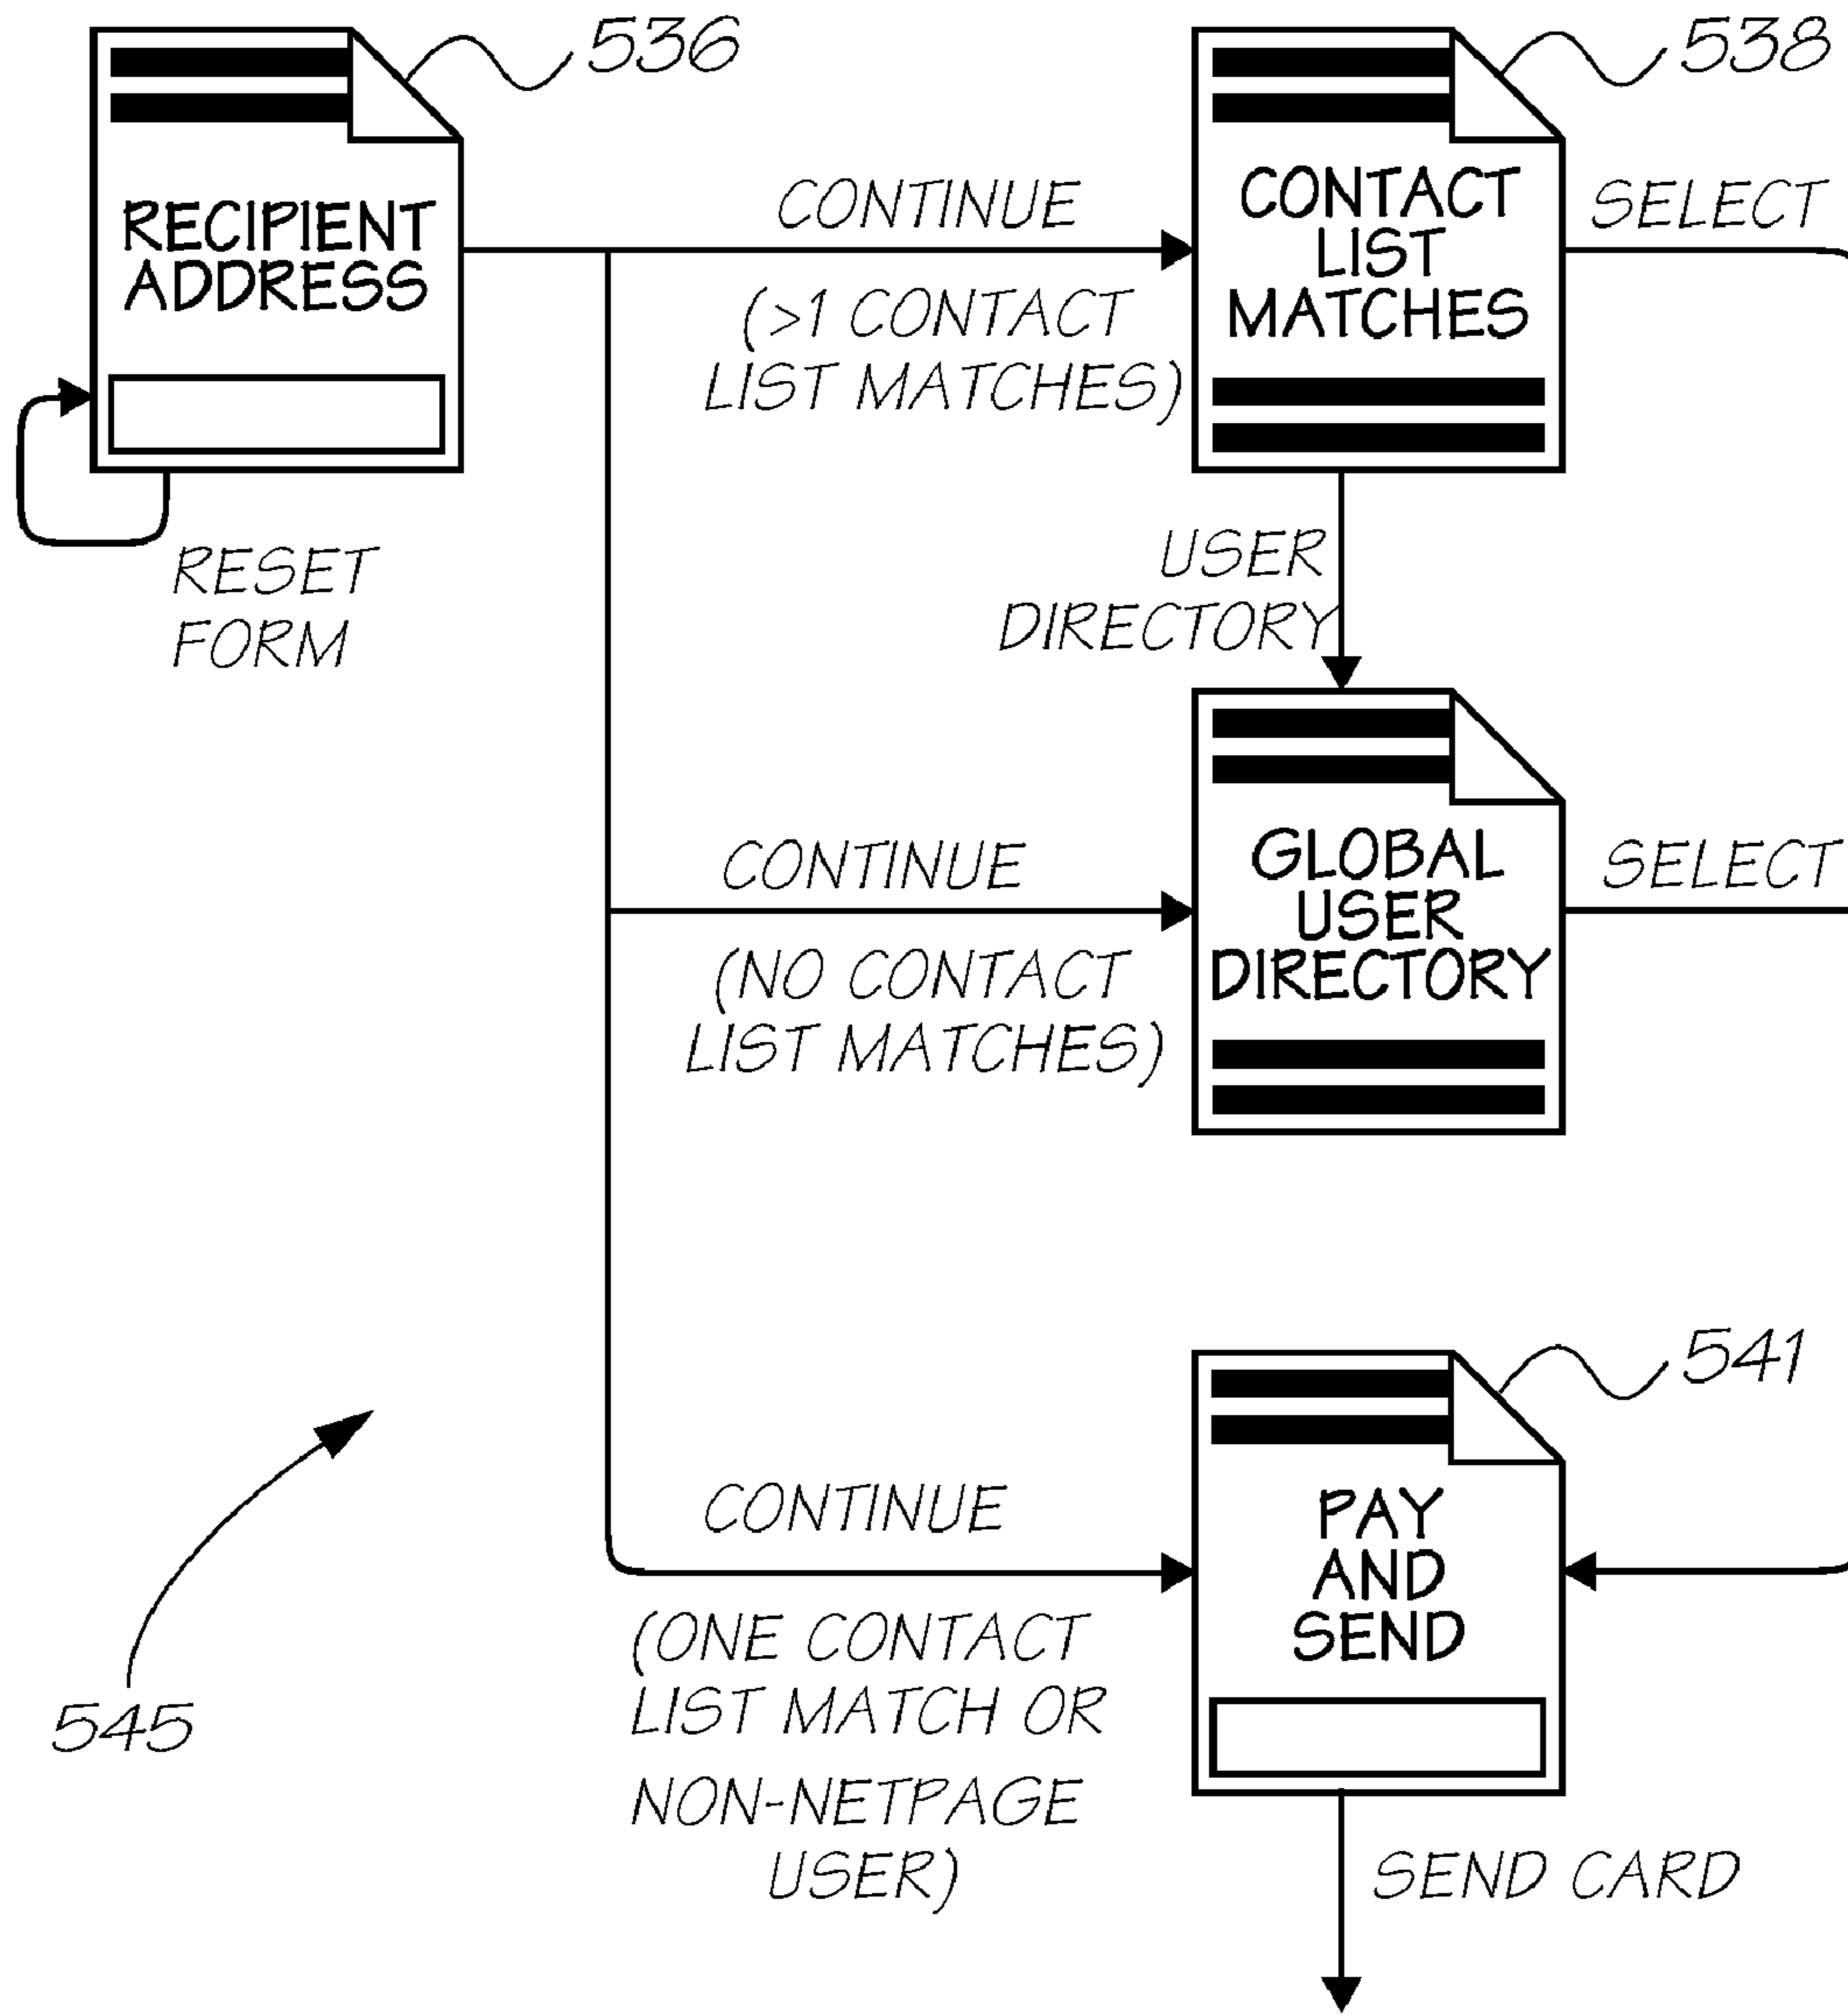 536
538
RECIPIENT
ADDRESS
CONTINUE
(>1 CONTACT
LIST MATCHES)
CONTACT
LIST
MATCHES
SELECT
RESET
FORM
USER
DIRECTORY
CONTINUE
(NO CONTACT
LIST MATCHES)
GLOBAL
USER
DIRECTORY
SELECT
541
CONTINUE
(ONE CONTACT
LIST MATCH OR
NON-NETPAGE
USER)
PAY
AND
SEND
545
SEND CARD